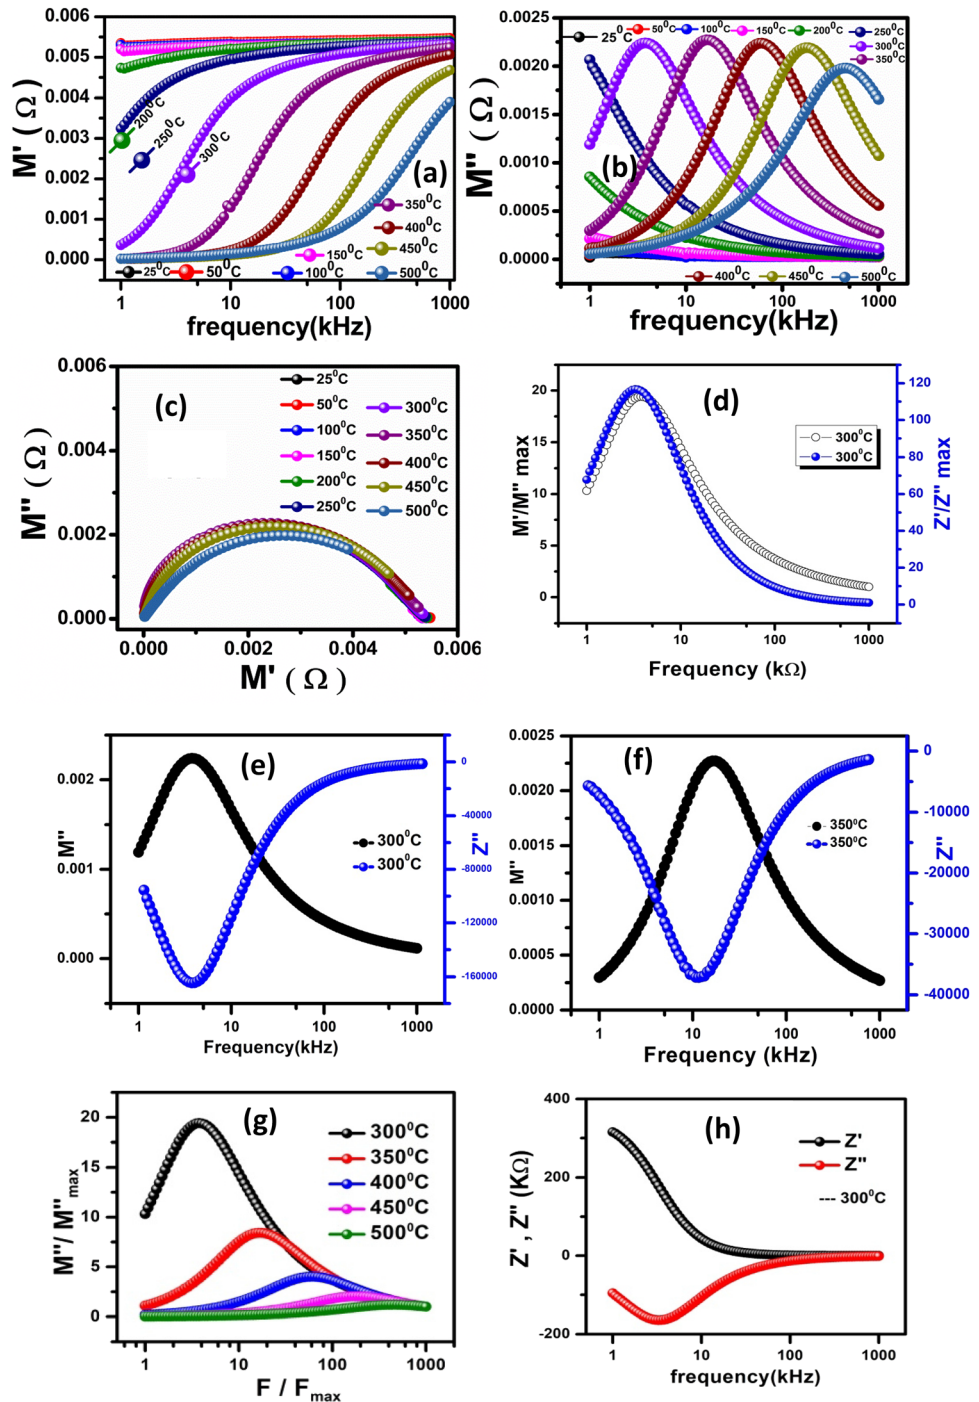 M' ( Ω )
0.006
0.005
0.004
0.003
0.002
0.001
0.000
200⁰C
250⁰C
300⁰C
(a)
350⁰C
400⁰C
450⁰C
150⁰C
25⁰C
50⁰C
100⁰C
500⁰C
1
10
100
1000
frequency(kHz)
M" ( Ω )
0.0025
0.0020
0.0015
0.0010
0.0005
0.0000
25⁰C
50⁰C
100⁰C
150⁰C
200⁰C
250⁰C
300⁰C
350⁰C
(b)
400⁰C
450⁰C
500⁰C
1
10
100
1000
frequency(kHz)
M" ( Ω )
0.006
0.004
0.002
0.000
(c)
25⁰C
50⁰C
100⁰C
150⁰C
200⁰C
250⁰C
300⁰C
350⁰C
400⁰C
450⁰C
500⁰C
0.000
0.002
0.004
0.006
M' ( Ω )
M'/M" max
20
15
10
5
0
(d)
300⁰C
300⁰C
120
100
80
60
40
20
0
Z'/Z" max
1
10
100
1000
Frequency (kΩ)
M"
0.002
0.001
0.000
(e)
300⁰C
300⁰C
0
-40000
-80000
-120000
-160000
Z"
1
10
100
1000
Frequency(kHz)
M"
0.0025
0.0020
0.0015
0.0010
0.0005
0.0000
(f)
350⁰C
350⁰C
0
-10000
-20000
-30000
-40000
Z"
1
10
100
1000
Frequency (kHz)
M"/ M"max
20
15
10
5
0
(g)
300⁰C
350⁰C
400⁰C
450⁰C
500⁰C
1
10
100
1000
F / Fmax
Z' , Z" (KΩ)
400
200
0
-200
(h)
Z'
Z"
--- 300⁰C
1
10
100
1000
frequency(kHz)